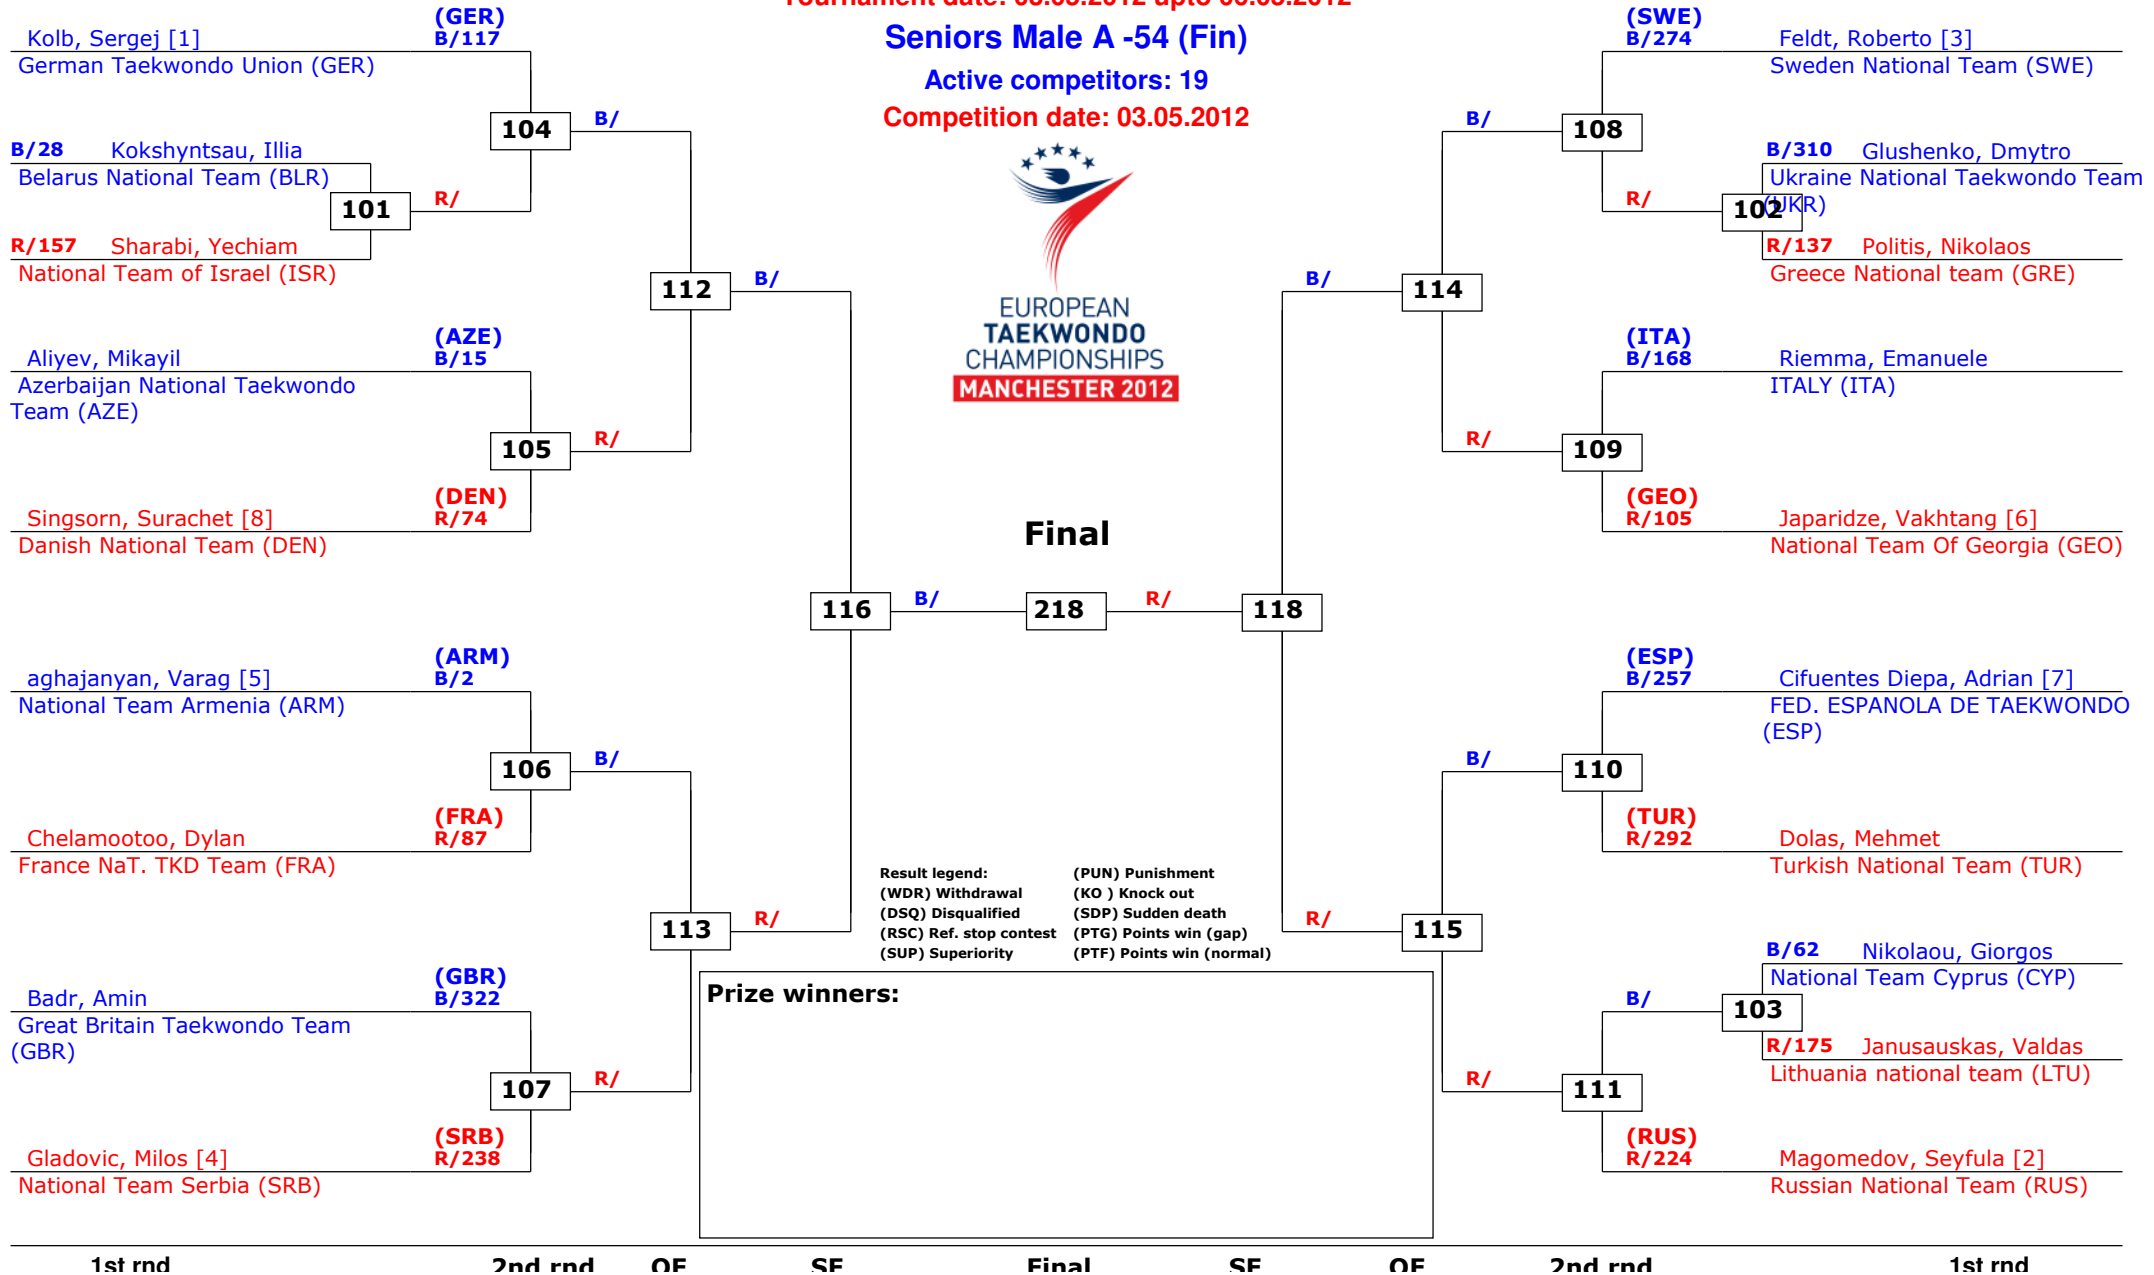 Tournament date: 03.05.2012 upto 06.05.2012
Seniors Male A -54 (Fin)
Active competitors: 19
Competition date: 03.05.2012
EUROPEAN
TAEKWONDO
CHAMPIONSHIPS
MANCHESTER 2012
(GER)
Kolb, Sergej [1] B/117
German Taekwondo Union (GER)
104 B/
B/28 Kokshyntsau, Illia
Belarus National Team (BLR)
101 R/
R/157 Sharabi, Yechiam
National Team of Israel (ISR)
112 B/
(AZE)
Aliyev, Mikayil B/15
Azerbaijan National Taekwondo
Team (AZE)
105 R/
(DEN)
Singsorn, Surachet [8] R/74
Danish National Team (DEN)
116 B/
(ARM)
aghajanyan, Varag [5] B/2
National Team Armenia (ARM)
106 B/
(FRA)
Chelamootoo, Dylan R/87
France NaT. TKD Team (FRA)
113 R/
(GBR)
Badr, Amin B/322
Great Britain Taekwondo Team
(GBR)
107 R/
(SRB)
Gladovic, Milos [4] R/238
National Team Serbia (SRB)
Final
218
(SWE)
B/274 Feldt, Roberto [3]
Sweden National Team (SWE)
B/ 108
B/310 Glushenko, Dmytro
Ukraine National Taekwondo Team
(UKR)
R/ 102
R/137 Politis, Nikolaos
Greece National team (GRE)
B/ 114
(ITA)
B/168 Riemma, Emanuele
ITALY (ITA)
R/ 109
(GEO)
R/105 Japaridze, Vakhtang [6]
National Team Of Georgia (GEO)
R/ 118
(ESP)
B/257 Cifuentes Diepa, Adrian [7]
FED. ESPANOLA DE TAEKWONDO
(ESP)
B/ 110
(TUR)
R/292 Dolas, Mehmet
Turkish National Team (TUR)
R/ 115
B/62 Nikolaou, Giorgos
National Team Cyprus (CYP)
B/ 103
R/175 Janusauskas, Valdas
Lithuania national team (LTU)
R/ 111
(RUS)
R/224 Magomedov, Seyfula [2]
Russian National Team (RUS)
Result legend: (PUN) Punishment
(WDR) Withdrawal (KO ) Knock out
(DSQ) Disqualified (SDP) Sudden death
(RSC) Ref. stop contest (PTG) Points win (gap)
(SUP) Superiority (PTF) Points win (normal)
Prize winners:
1st rnd 2nd rnd QF SF Final SF QF 2nd rnd 1st rnd